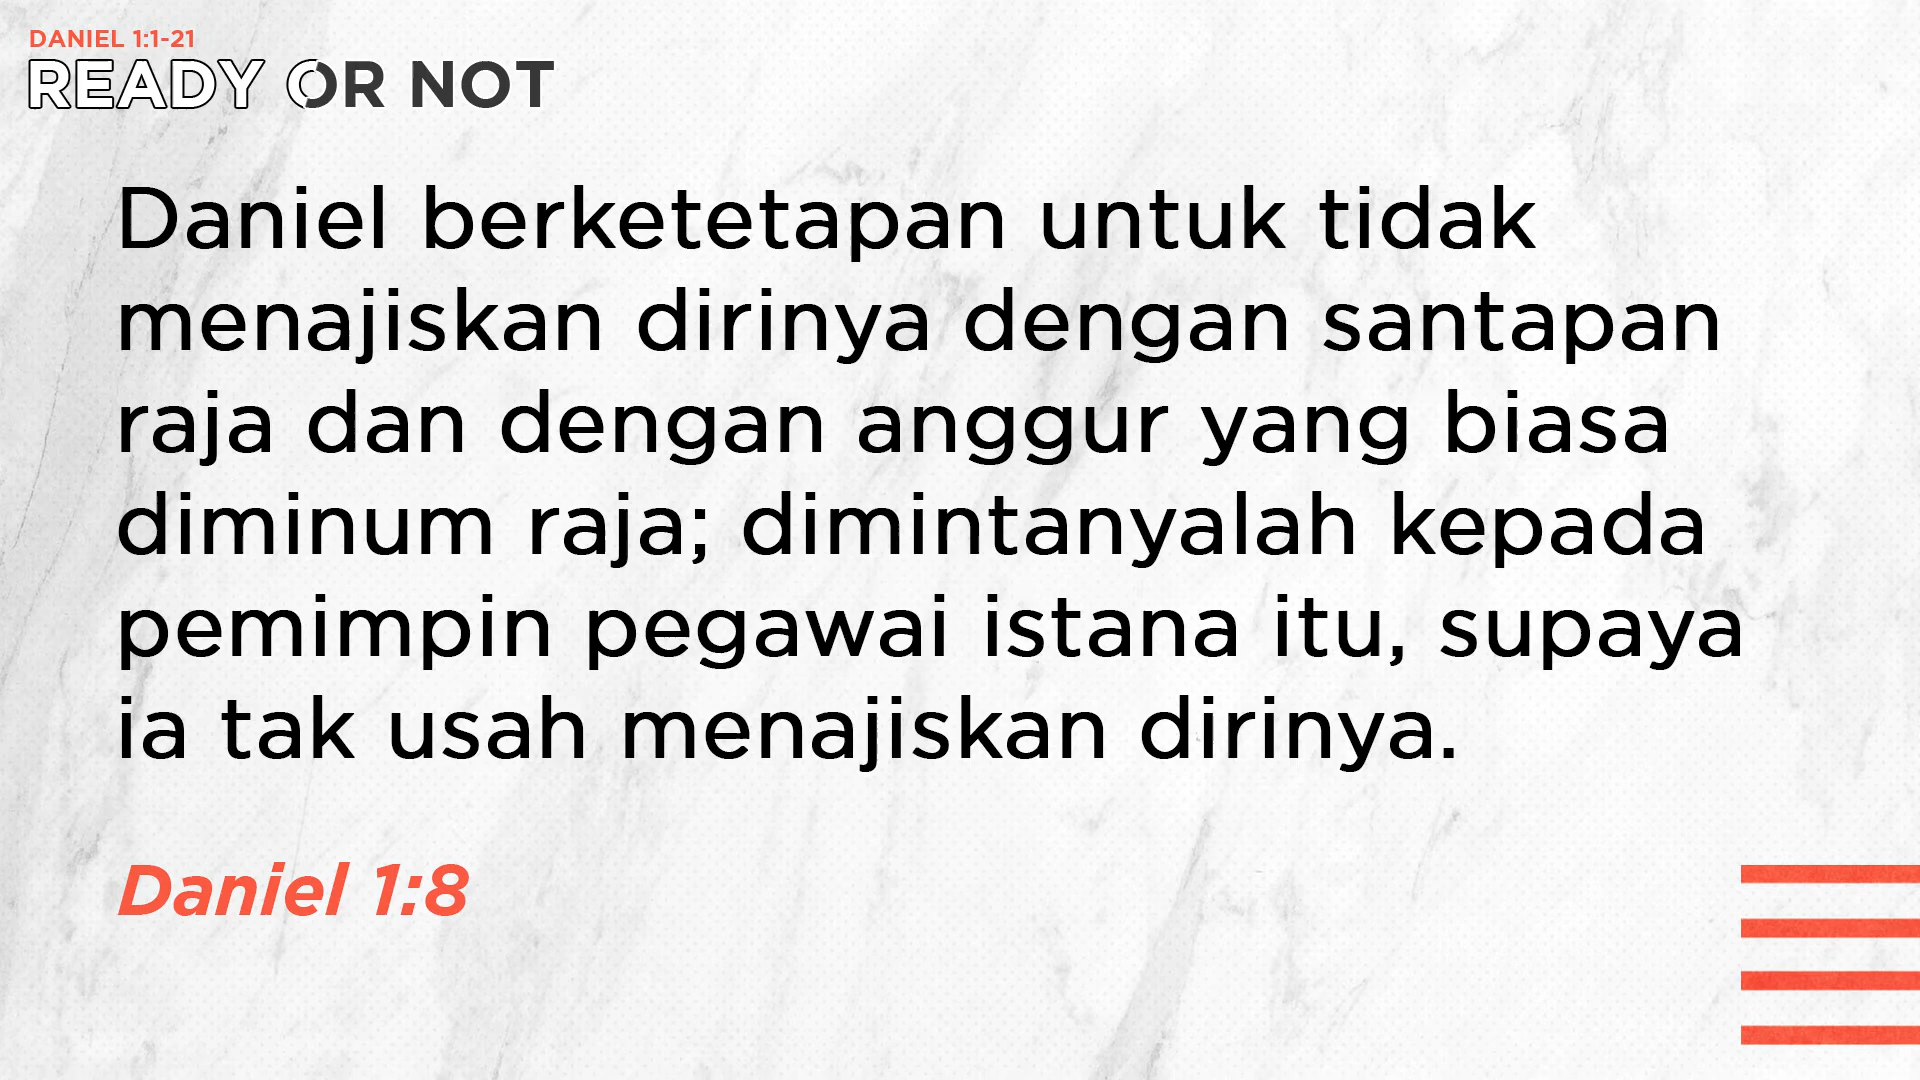 DANIEL 1:1-21
READY OR NOT
Daniel berketetapan untuk tidak
menajiskan dirinya dengan santapan
raja dan dengan anggur yang biasa
diminum raja; dimintanyalah kepada
pemimpin pegawai istana itu, supaya
ia tak usah menajiskan dirinya.
Daniel 1:8